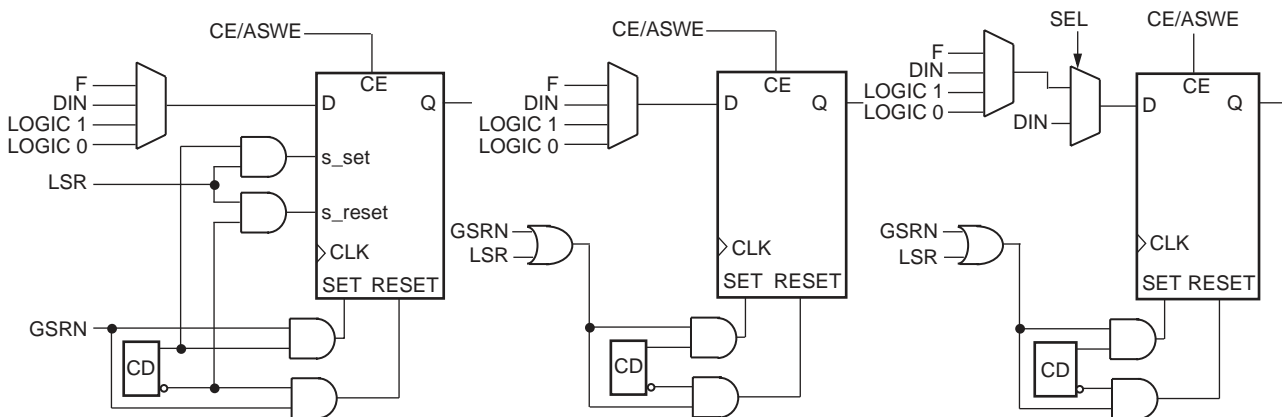 CE/ASWE
F
DIN
LOGIC 1
LOGIC 0
CE
D
Q
s_set
LSR
s_reset
CLK
SET RESET
GSRN
CD
CE/ASWE
F
DIN
LOGIC 1
LOGIC 0
CE
D
Q
GSRN
LSR
CLK
SET RESET
CD
SEL
CE/ASWE
F
DIN
LOGIC 1
LOGIC 0
DIN
CE
D
Q
GSRN
LSR
CLK
SET RESET
CD